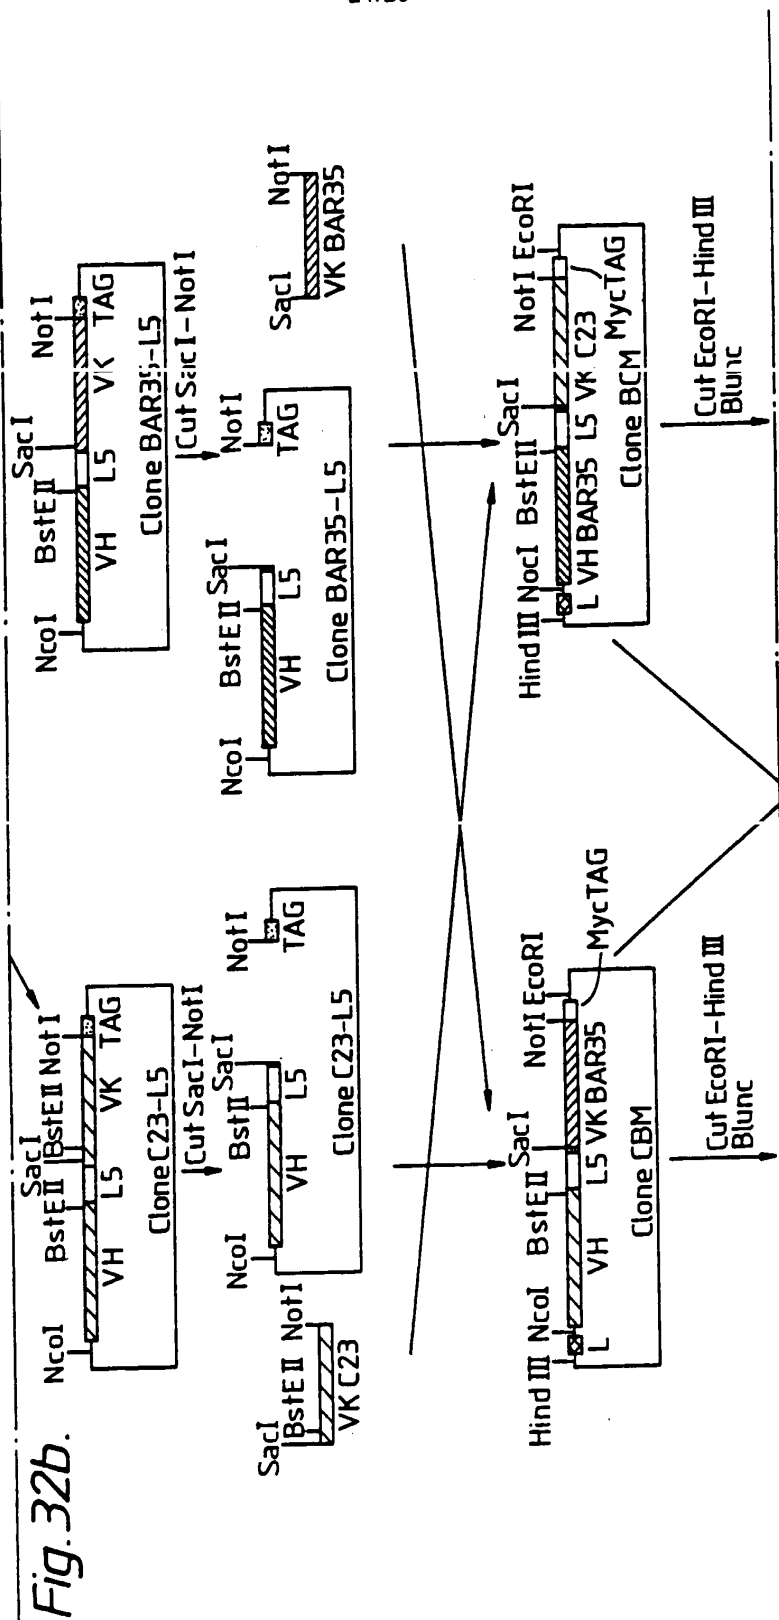 Fig. 32b.
NcoI
BstEII
SacI
BstEII
NotI
VH
L5
VK
TAG
Clone C23-L5
Cut SacI-NotI
NcoI
BstEII
SacI
NotI
VH
L5
VK
TAG
Clone BAR35-L5
Cut SacI-NotI
SacI
BstEII
NotI
VK C23
NcoI
BstII
SacI
NotI
VH
L5
TAG
Clone C23-L5
NcoI
BstEII
SacI
NotI
VH
L5
TAG
Clone BAR35-L5
SacI
NotI
VK BAR35
Hind III
NcoI
BstEII
SacI
NotI
EcoRI
L
VH
L5
VK BAR35
MycTAG
Clone CBM
Cut EcoRI-Hind III
Blunc
Hind III
NocI
BstEII
SacI
NotI
EcoRI
L
VH BAR35
L5
VK C23
MycTAG
Clone BCM
Cut EcoRI-Hind III
Blunc